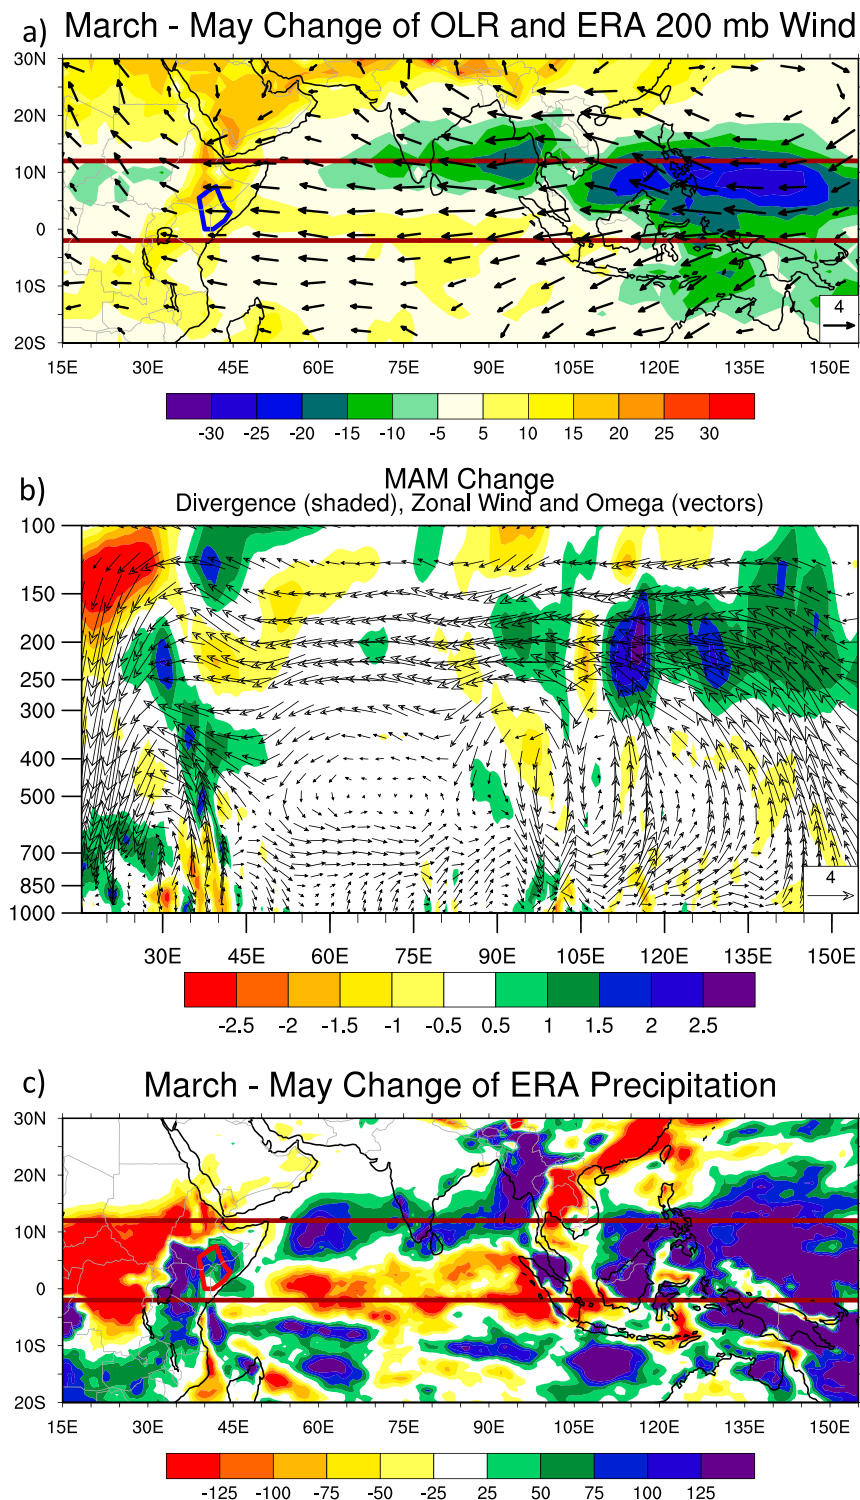 a) March - May Change of OLR and ERA 200 mb Wind
30N
20N
10N
0
10S
20S
4
15E 30E 45E 60E 75E 90E 105E 120E 135E 150E
-30 -25 -20 -15 -10 -5 5 10 15 20 25 30
b) MAM Change
Divergence (shaded), Zonal Wind and Omega (vectors)
100
150
200
250
300
400
500
700
850
1000
4
30E 45E 60E 75E 90E 105E 120E 135E 150E
-2.5 -2 -1.5 -1 -0.5 0.5 1 1.5 2 2.5
c) March - May Change of ERA Precipitation
30N
20N
10N
0
10S
20S
15E 30E 45E 60E 75E 90E 105E 120E 135E 150E
-125 -100 -75 -50 -25 25 50 75 100 125